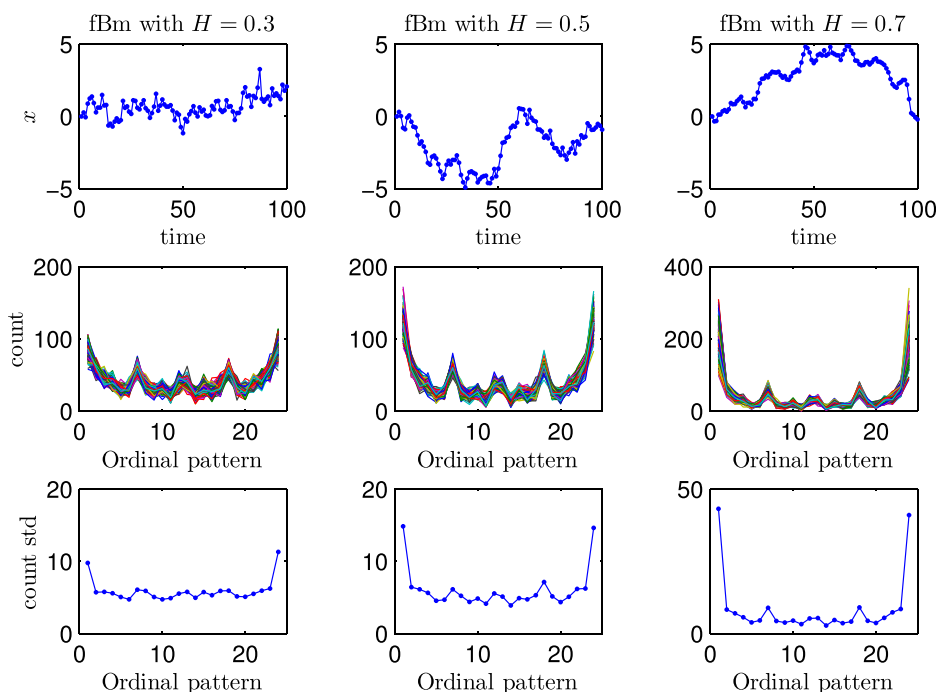 fBm with H = 0.3
fBm with H = 0.5
fBm with H = 0.7
5
0
−5
x
0 50 100
time
5
0
−5
0 50 100
time
5
0
−5
0 50 100
time
200
100
0
count
0 10 20
Ordinal pattern
200
100
0
0 10 20
Ordinal pattern
400
200
0
0 10 20
Ordinal pattern
20
10
0
count std
0 10 20
Ordinal pattern
20
10
0
0 10 20
Ordinal pattern
50
0
0 10 20
Ordinal pattern